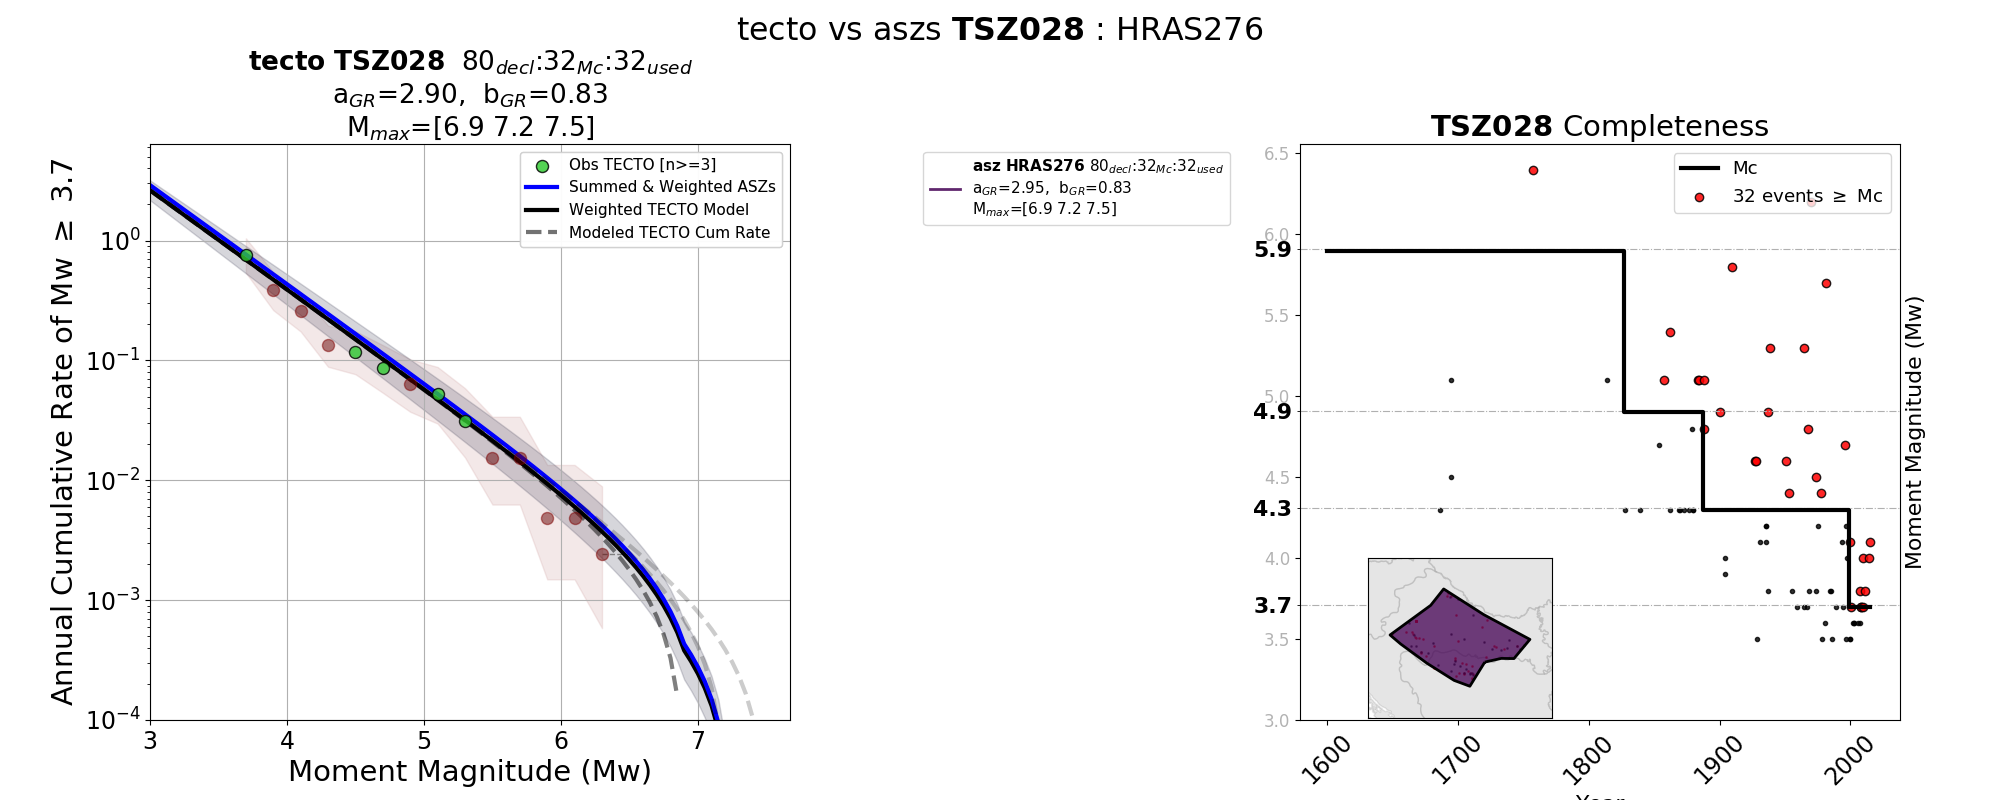 tecto vs aszs TSZ028 : HRAS276
tecto TSZ028 80decl:32Mc:32used
aGR=2.90, bGR=0.83
Mmax=[6.9 7.2 7.5]
Annual Cumulative Rate of Mw ≥ 3.7
10^0
10^−1
10^−2
10^−3
10^−4
Obs TECTO [n>=3]
Summed & Weighted ASZs
Weighted TECTO Model
Modeled TECTO Cum Rate
3 4 5 6 7
Moment Magnitude (Mw)
asz HRAS276 80decl:32Mc:32used
aGR=2.95, bGR=0.83
Mmax=[6.9 7.2 7.5]
TSZ028 Completeness
Mc
32 events ≥ Mc
6.5
6.0
5.9
5.5
5.0
4.9
4.5
4.3
4.0
3.7
3.5
3.0
1600 1700 1800 1900 2000
Moment Magnitude (Mw)